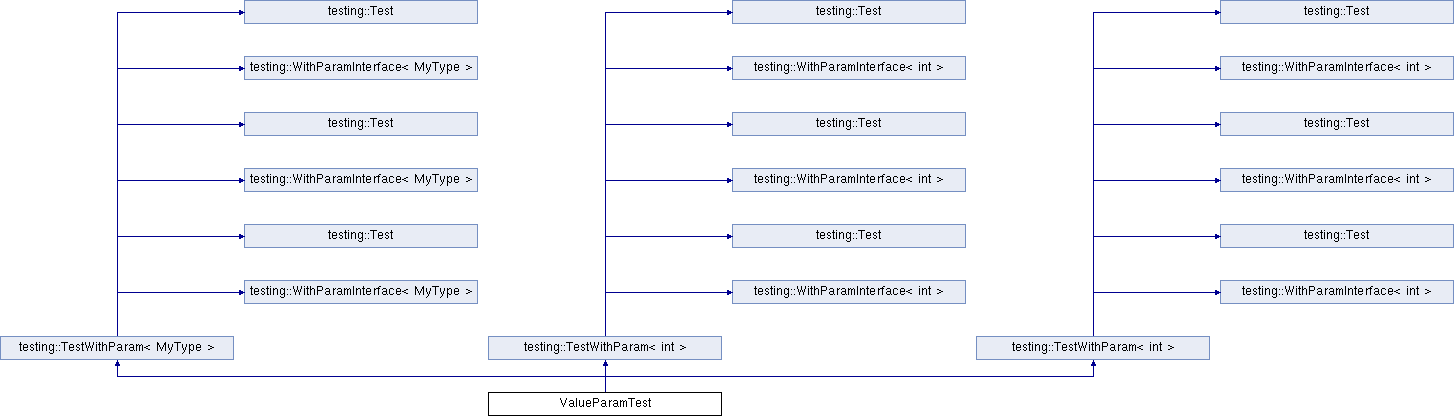 testing::Test testing::Test testing::Test
testing::WithParamInterface< MyType > testing::WithParamInterface< int > testing::WithParamInterface< int >
testing::Test testing::Test testing::Test
testing::WithParamInterface< MyType > testing::WithParamInterface< int > testing::WithParamInterface< int >
testing::Test testing::Test testing::Test
testing::WithParamInterface< MyType > testing::WithParamInterface< int > testing::WithParamInterface< int >
testing::TestWithParam< MyType > testing::TestWithParam< int > testing::TestWithParam< int >
ValueParamTest